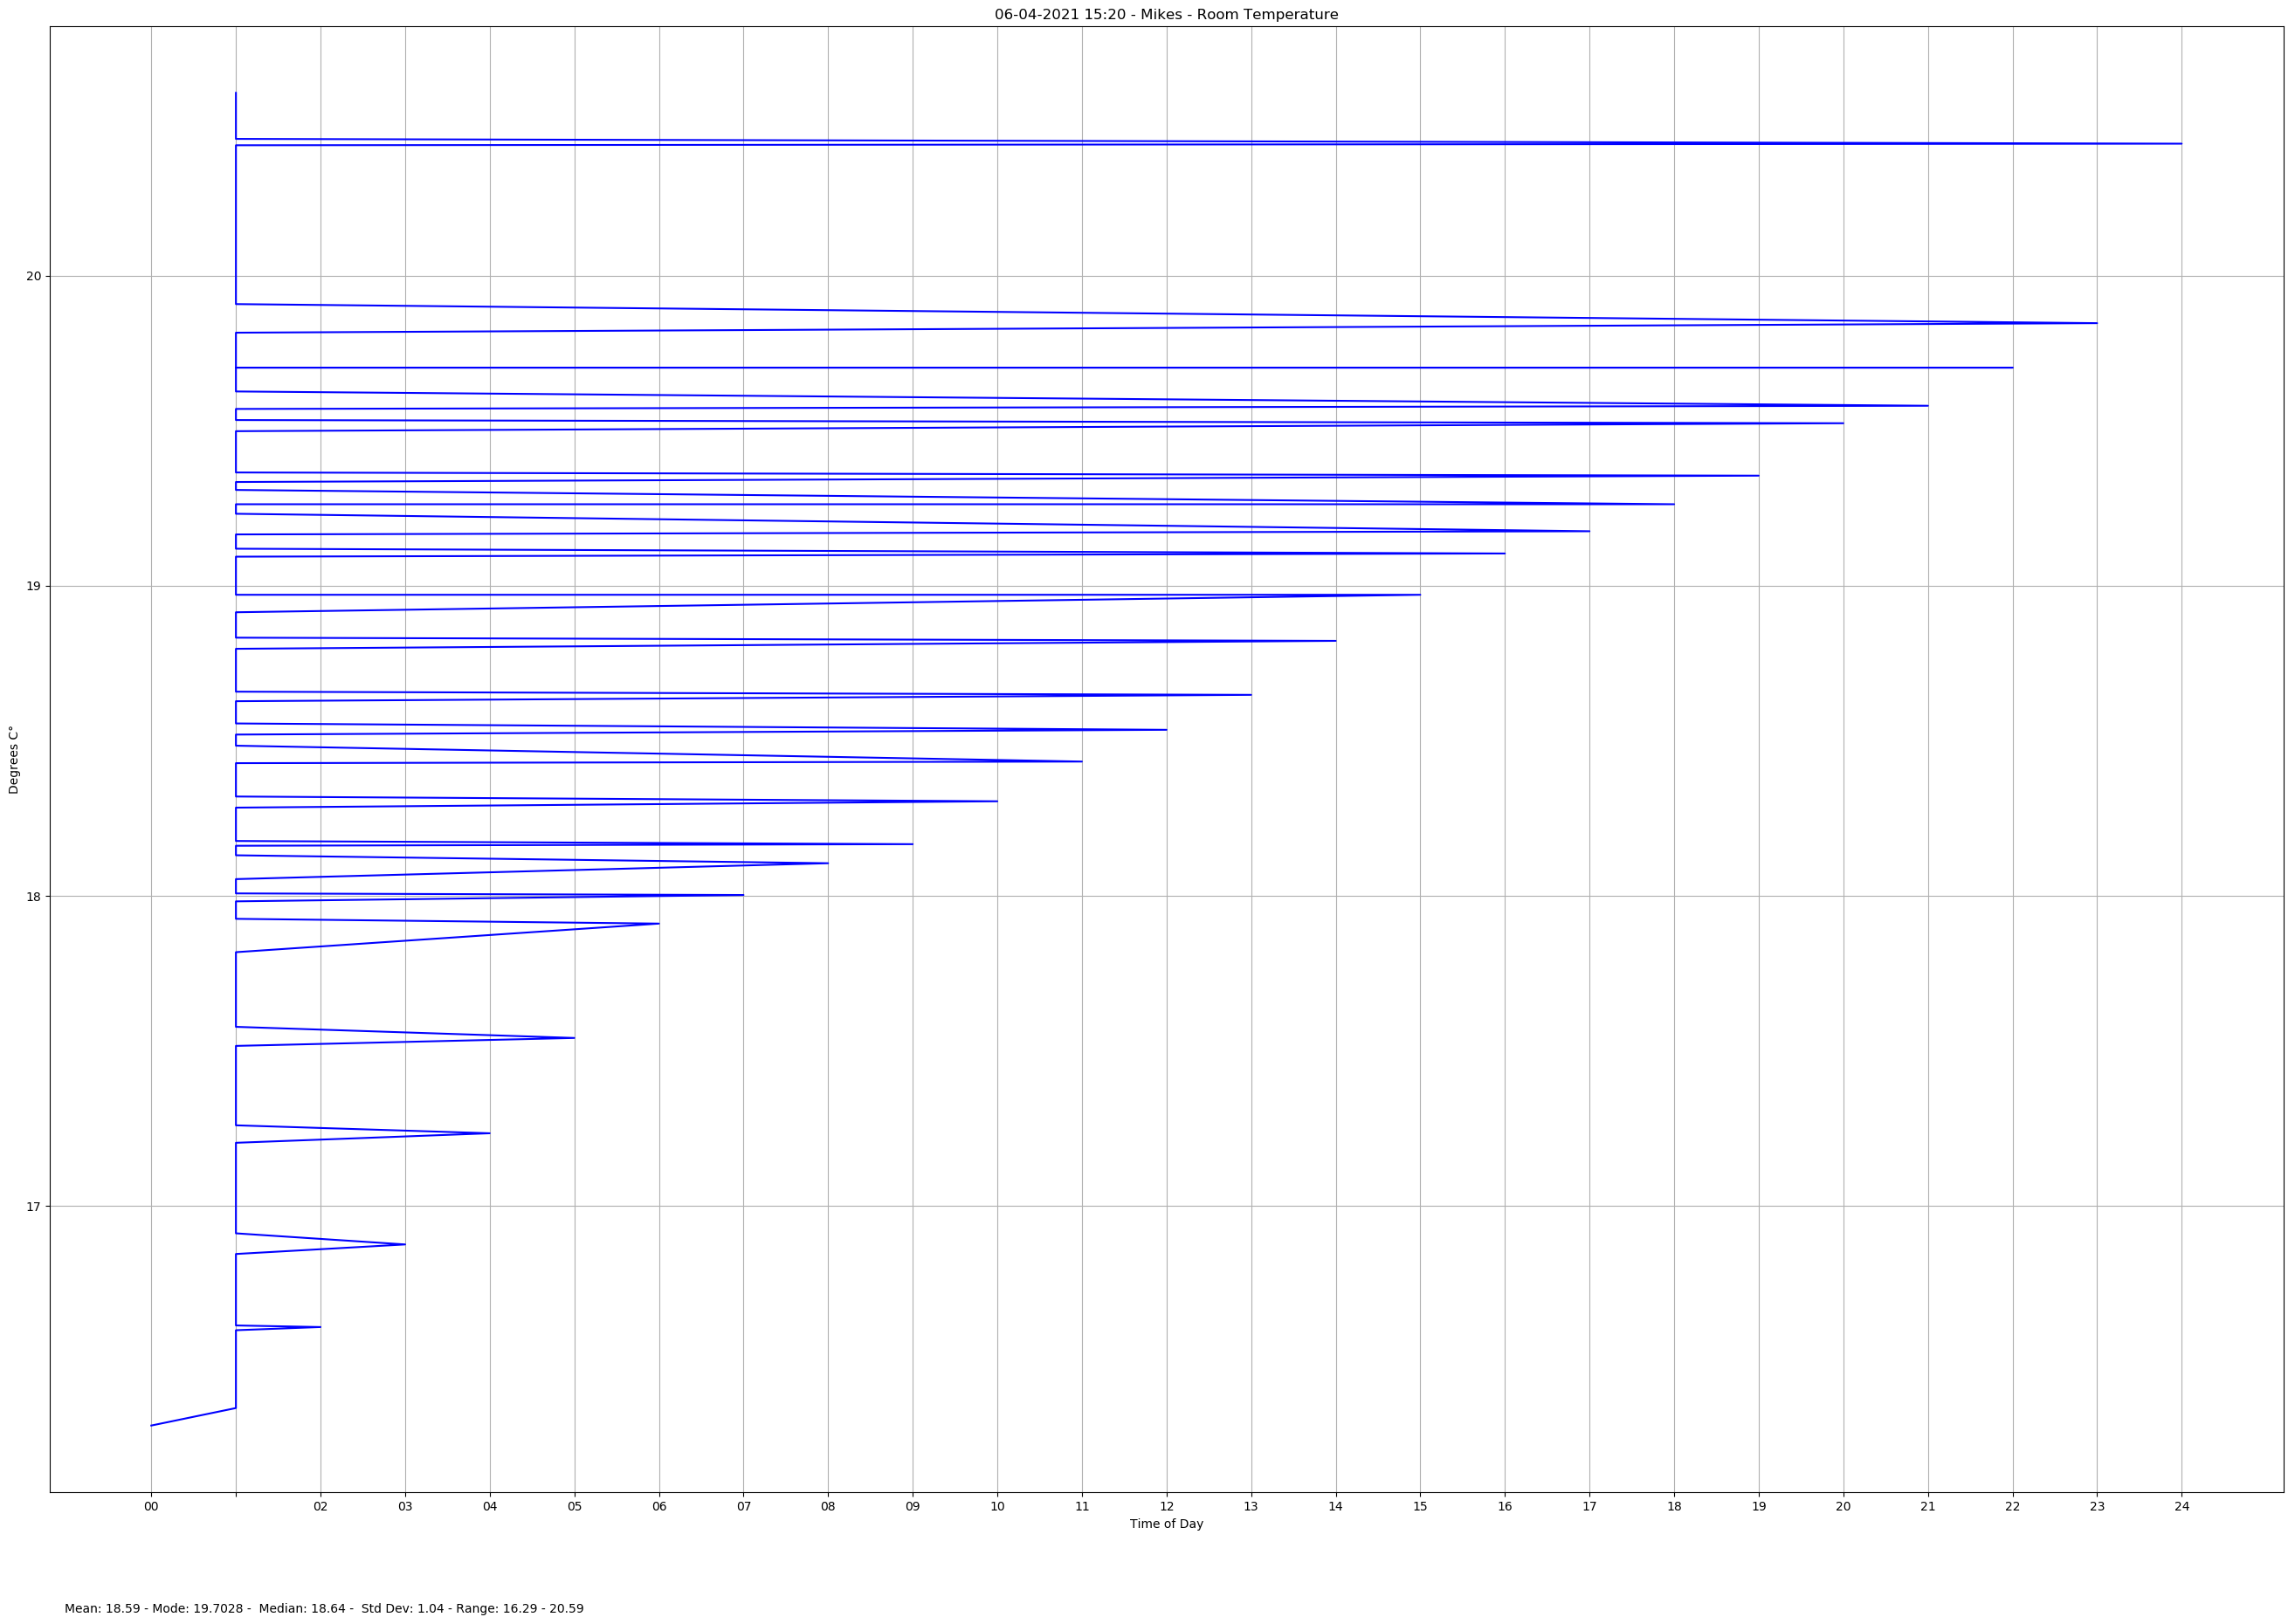 06-04-2021 15:20 - Mikes - Room Temperature
20
19
18
17
Degrees C°
00 02 03 04 05 06 07 08 09 10 11 12 13 14 15 16 17 18 19 20 21 22 23 24
Time of Day
Mean: 18.59 - Mode: 19.7028 -  Median: 18.64 -  Std Dev: 1.04 - Range: 16.29 - 20.59